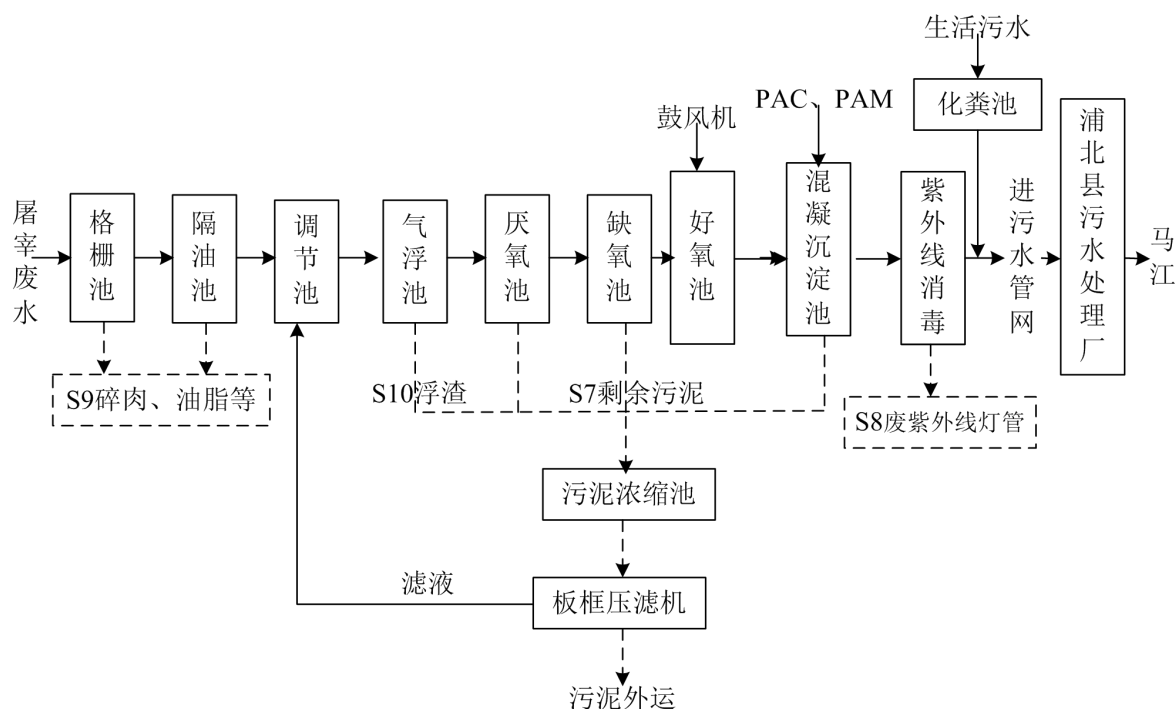 生活污水
化粪池
PAC、PAM
鼓风机
屠宰废水
格栅池
隔油池
调节池
气浮池
厌氧池
缺氧池
好氧池
混凝沉淀池
紫外线消毒
进污水管网
浦北县污水处理厂
马江
S9碎肉、油脂等
S10浮渣
S7剩余污泥
S8废紫外线灯管
污泥浓缩池
滤液
板框压滤机
污泥外运